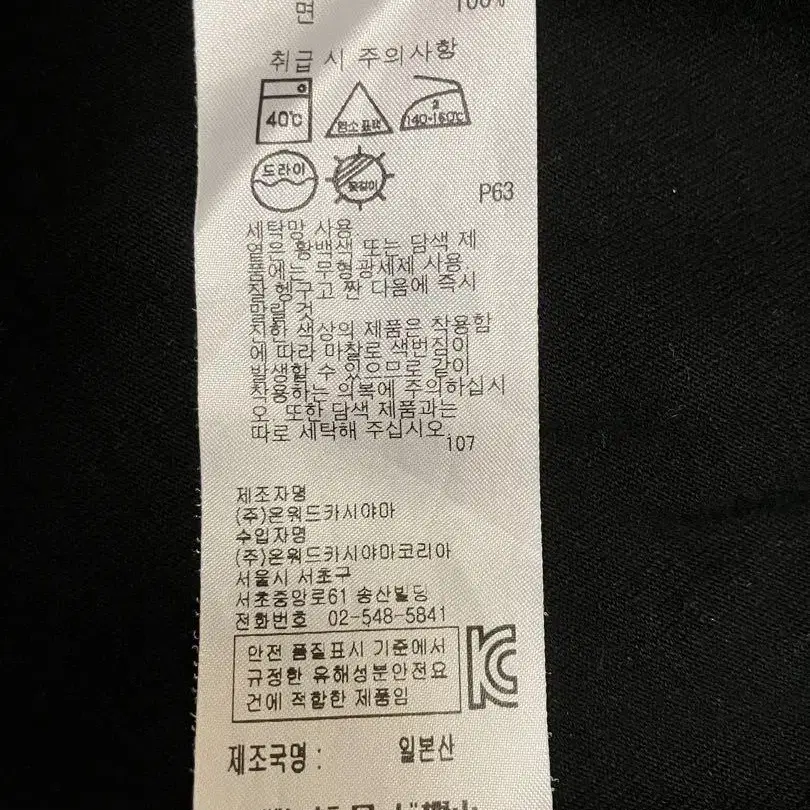 면 100%
취급 시 주의사항
40℃ 염소표백 2 140-160℃
드라이 옷걸이
P63
세탁망 사용
엷은 황백색 또는 담색 제
품에는 무형광세제 사용
잘 헹구고 짠 다음에 즉시
말릴 것
진한 색상의 제품은 착용함
에 따라 마찰로 색번짐이
발생할 수 있으므로 같이
착용하는 의복에 주의하십시
오. 또한 담색 제품과는
따로 세탁해 주십시오.
107
제조자명
(주)온워드카시야마
수입자명
(주)온워드카시야마코리아
서울시 서초구
서초중앙로61 송산빌딩
전화번호 02-548-5841
안전 품질표시 기준에서
규정한 유해성분안전요
건에 적합한 제품임
제조국명 : 일본산